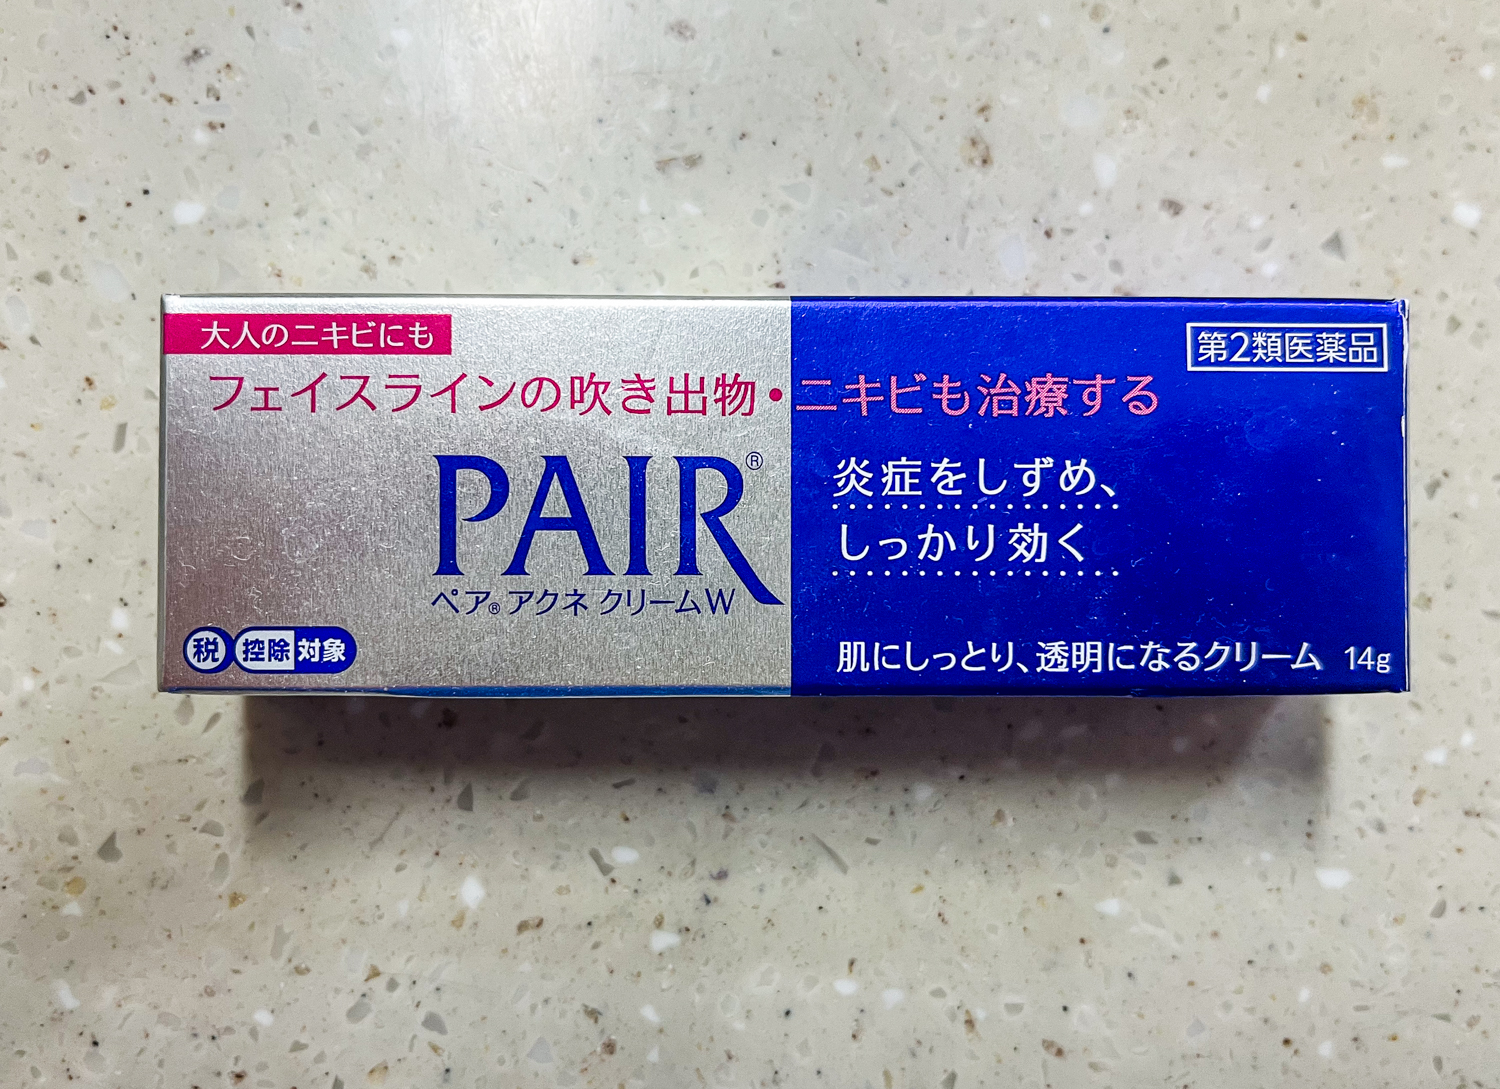 大人のニキビにも
フェイスラインの吹き出物・ニキビも治療する
第2類医薬品
PAIR®
ペア® アクネ クリームW
炎症をしずめ、
しっかり効く
税 控除対象
肌にしっとり、透明になるクリーム 14g